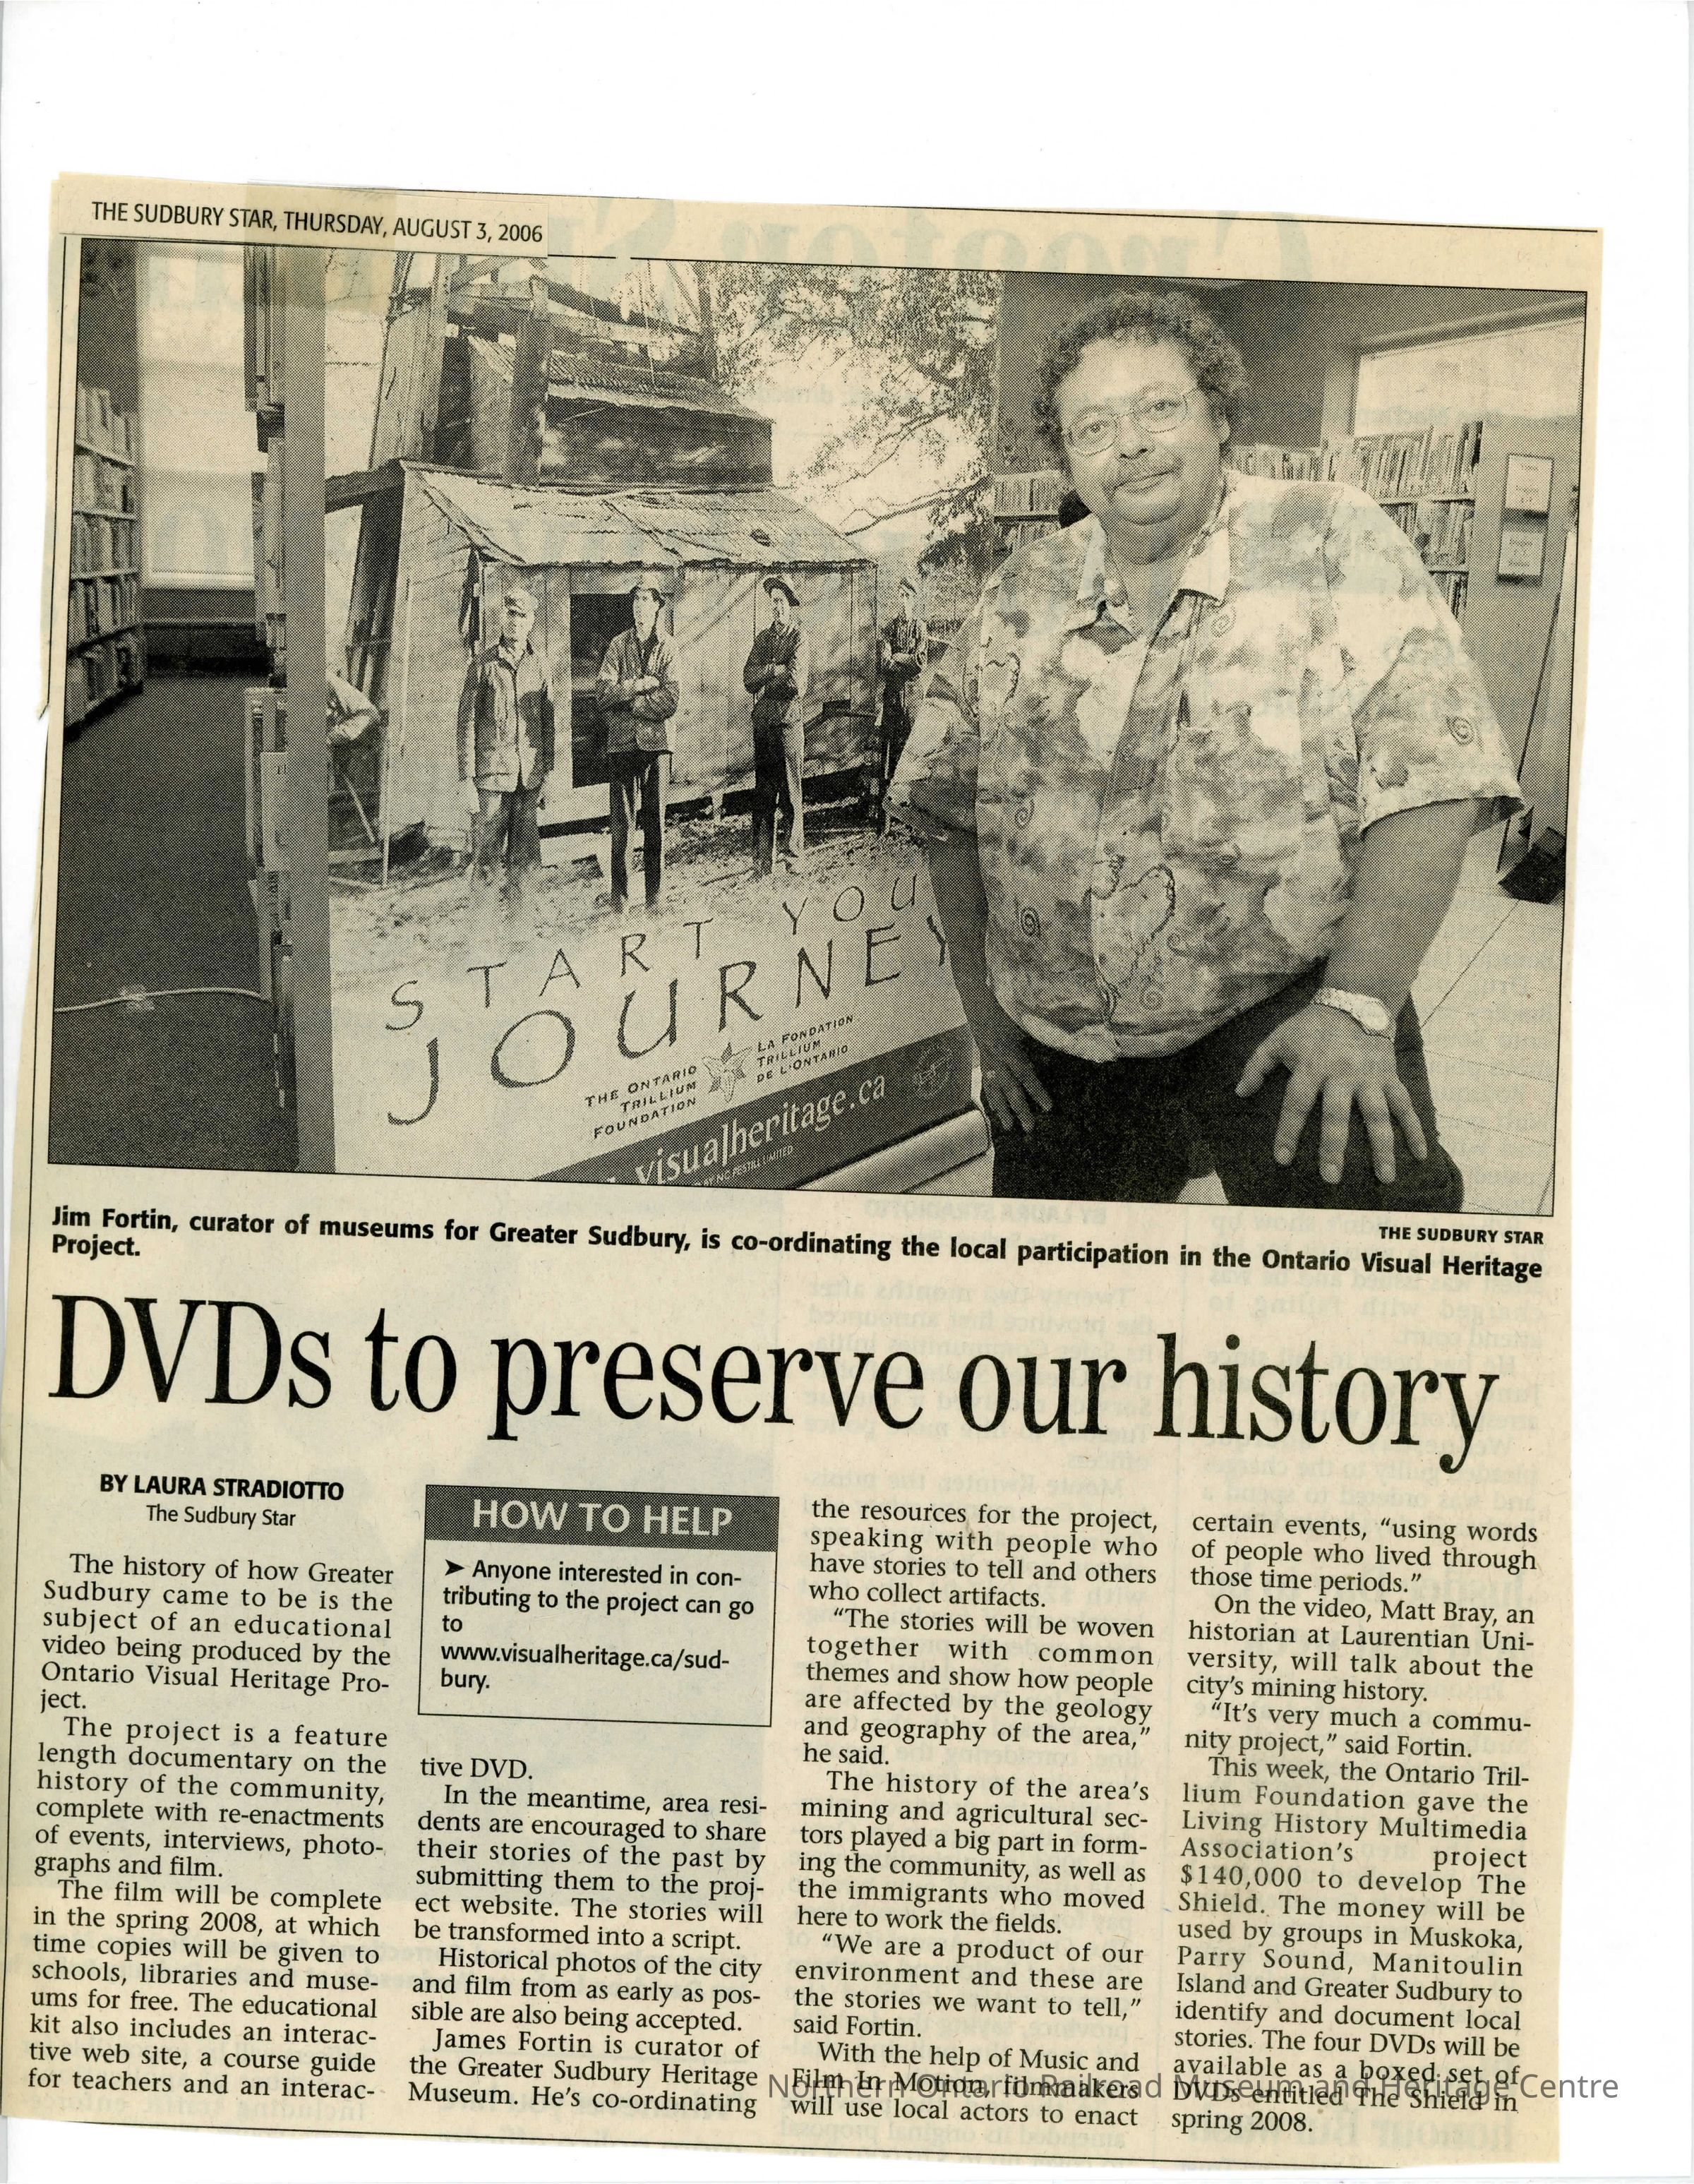 THE SUDBURY STAR, THURSDAY, AUGUST 3, 2006
START YOU
JOURNEY
THE ONTARIO
TRILLIUM
FOUNDATION
LA FONDATION
TRILLIUM
DE L'ONTARIO
visualheritage.ca
BY NC PESTILL LIMITED
THE SUDBURY STAR
Jim Fortin, curator of museums for Greater Sudbury, is co-ordinating the local participation in the Ontario Visual Heritage
Project.
DVDs to preserve our history
BY LAURA STRADIOTTO
The Sudbury Star
The history of how Greater
Sudbury came to be is the
subject of an educational
video being produced by the
Ontario Visual Heritage Pro-
ject.
The project is a feature
length documentary on the
history of the community,
complete with re-enactments
of events, interviews, photo-
graphs and film.
The film will be complete
in the spring 2008, at which
time copies will be given to
schools, libraries and muse-
ums for free. The educational
kit also includes an interac-
tive web site, a course guide
for teachers and an interac-
HOW TO HELP
➤ Anyone interested in con-
tributing to the project can go
to
www.visualheritage.ca/sud-
bury.
tive DVD.
In the meantime, area resi-
dents are encouraged to share
their stories of the past by
submitting them to the proj-
ect website. The stories will
be transformed into a script.
Historical photos of the city
and film from as early as pos-
sible are also being accepted.
James Fortin is curator of
the Greater Sudbury Heritage
Museum. He's co-ordinating
the resources for the project,
speaking with people who
have stories to tell and others
who collect artifacts.
"The stories will be woven
together with common
themes and show how people
are affected by the geology
and geography of the area,"
he said.
The history of the area's
mining and agricultural sec-
tors played a big part in form-
ing the community, as well as
the immigrants who moved
here to work the fields.
"We are a product of our
environment and these are
the stories we want to tell,"
said Fortin.
With the help of Music and
Film In Motion, filmmakers
will use local actors to enact
certain events, "using words
of people who lived through
those time periods."
On the video, Matt Bray, an
historian at Laurentian Uni-
versity, will talk about the
city's mining history.
"It's very much a commu-
nity project," said Fortin.
This week, the Ontario Tril-
lium Foundation gave the
Living History Multimedia
Association's project
$140,000 to develop The
Shield. The money will be
used by groups in Muskoka,
Parry Sound, Manitoulin
Island and Greater Sudbury to
identify and document local
stories. The four DVDs will be
available as a boxed set of
DVDs entitled The Shield in
spring 2008.
Northern Ontario Railroad Museum and Heritage Centre